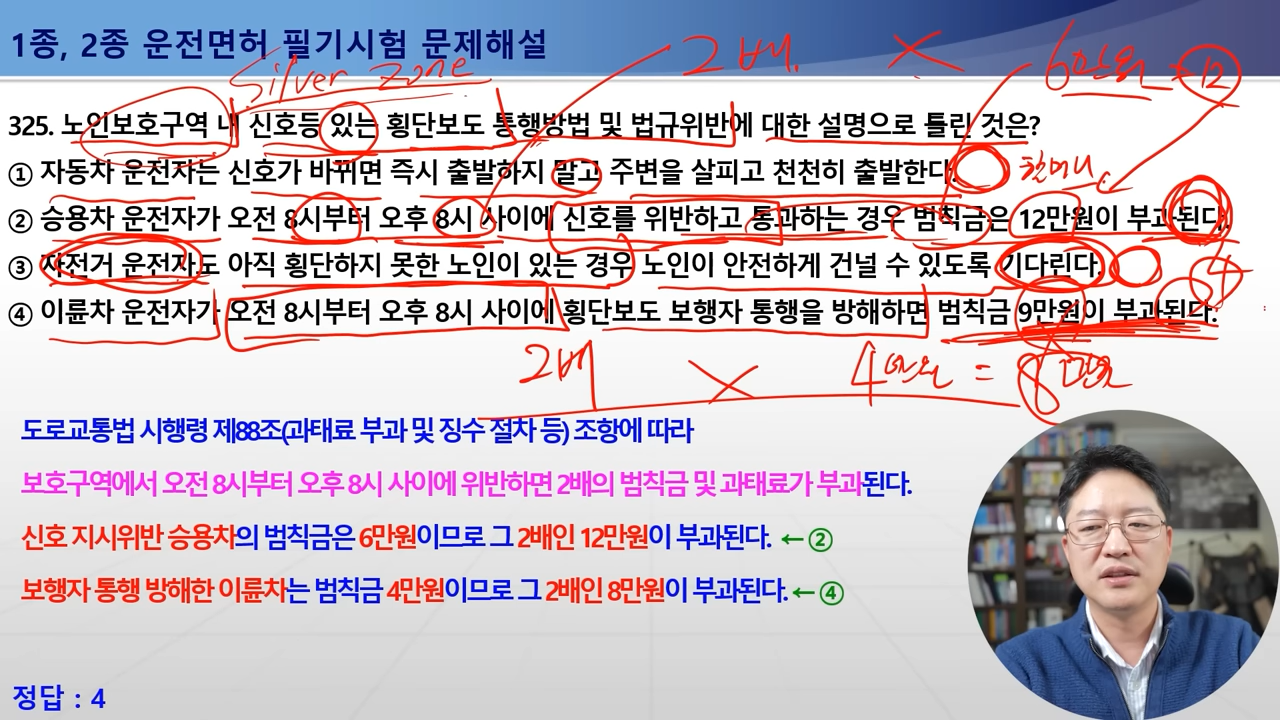 1종, 2종 운전면허 필기시험 문제해설
Silver zone 2배. × 6만원 = 12
325. 노인보호구역 내 신호등 있는 횡단보도 통행방법 및 법규위반에 대한 설명으로 틀린 것은?
① 자동차 운전자는 신호가 바뀌면 즉시 출발하지 말고 주변을 살피고 천천히 출발한다.
② 승용차 운전자가 오전 8시부터 오후 8시 사이에 신호를 위반하고 통과하는 경우 범칙금은 12만원이 부과된다.
③ 자전거 운전자도 아직 횡단하지 못한 노인이 있는 경우 노인이 안전하게 건널 수 있도록 기다린다.
④ 이륜차 운전자가 오전 8시부터 오후 8시 사이에 횡단보도 보행자 통행을 방해하면 범칙금 9만원이 부과된다.
2배 × 4만원 = 8만원
도로교통법 시행령 제88조(과태료 부과 및 징수 절차 등) 조항에 따라
보호구역에서 오전 8시부터 오후 8시 사이에 위반하면 2배의 범칙금 및 과태료가 부과된다.
신호 지시위반 승용차의 범칙금은 6만원이므로 그 2배인 12만원이 부과된다. ← ②
보행자 통행 방해한 이륜차는 범칙금 4만원이므로 그 2배인 8만원이 부과된다. ← ④
정답 : 4